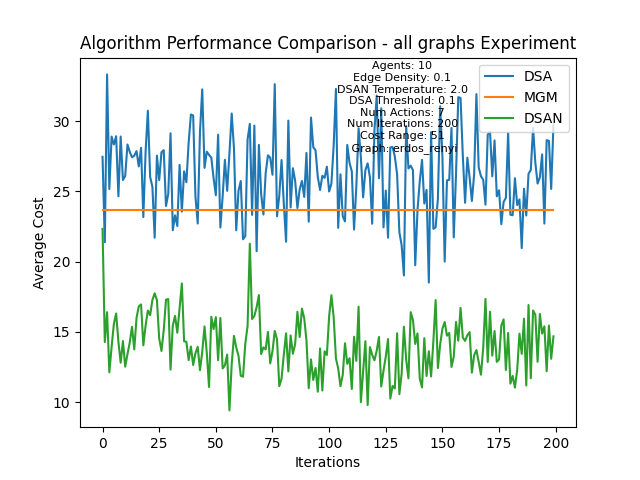 Algorithm Performance Comparison - all graphs Experiment
Agents: 10
Edge Density: 0.1
DSAN Temperature: 2.0
DSA Threshold: 0.1
Num Actions: 7
Num Iterations: 200
Cost Range: 51
Graph:erdos_renyi
DSA
MGM
DSAN
Average Cost
30
25
20
15
10
0 25 50 75 100 125 150 175 200
Iterations